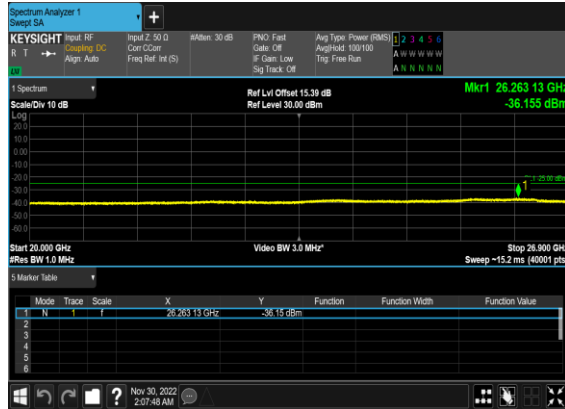 Spectrum Analyzer 1
Swept SA
KEYSIGHT Input: RF Input Z: 50 Ω #Atten: 30 dB PNO: Fast Avg Type: Power (RMS) 1 2 3 4 5 6
R T Coupling: DC Corr CCorr Gate: Off Avg|Hold: 100/100 A W W W W W
Align: Auto Freq Ref: Int (S) IF Gain: Low Trig: Free Run
Sig Track: Off A N N N N N
1 Spectrum Ref Lvl Offset 15.39 dB Mkr1 26.263 13 GHz
Scale/Div 10 dB Ref Level 30.00 dBm -36.155 dBm
Log
20.0
10.0
0.00
-10.0
-20.0
-30.0
-40.0
-50.0
-60.0
1
-25.00 dBm
Start 20.000 GHz Video BW 3.0 MHz* Stop 26.900 GHz
#Res BW 1.0 MHz Sweep ~15.2 ms (40001 pts)
5 Marker Table
Mode Trace Scale X Y Function Function Width Function Value
1 N 1 f 26.263 13 GHz -36.15 dBm
2
3
4
5
6
? Nov 30, 2022
2:07:48 AM